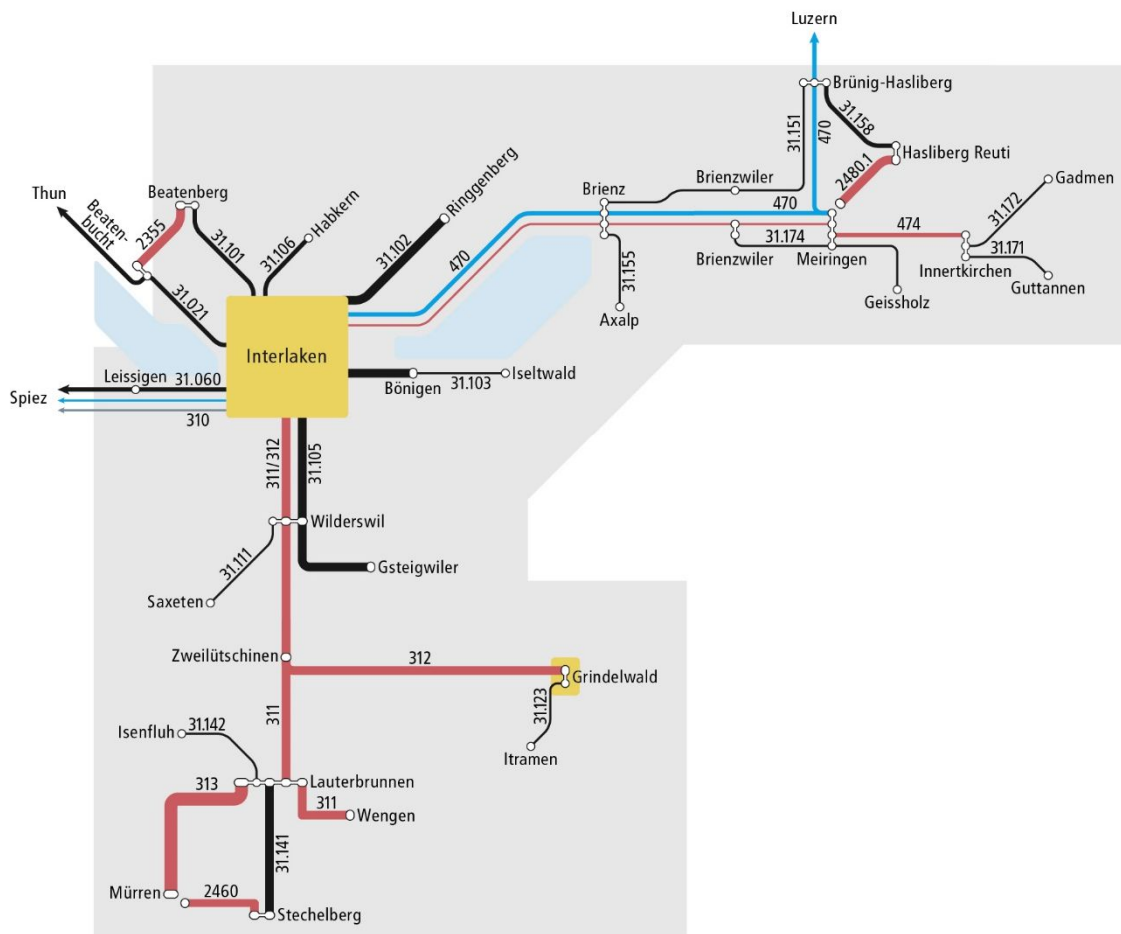 Luzern
Brünig-Hasliberg
31.151
470
31.158
Hasliberg Reuti
2480.1
Thun
Beatenberg
Beaten-
bucht
2355
31.101
31.106
Habkern
31.102
Ringgenberg
Brienz
Brienzwiler
470
470
31.172
Gadmen
474
31.174
Brienzwiler
Meiringen
31.171
Innertkirchen
Guttannen
Geissholz
31.155
Axalp
31.021
Interlaken
Leissigen
31.060
Spiez
310
Bönigen
31.103
Iseltwald
311/312
31.105
Wilderswil
31.111
Gsteigwiler
Saxeten
Zweilütschinen
312
Grindelwald
31.123
Itramen
311
Isenfluh
31.142
313
Lauterbrunnen
311
Wengen
31.141
Mürren
2460
Stechelberg